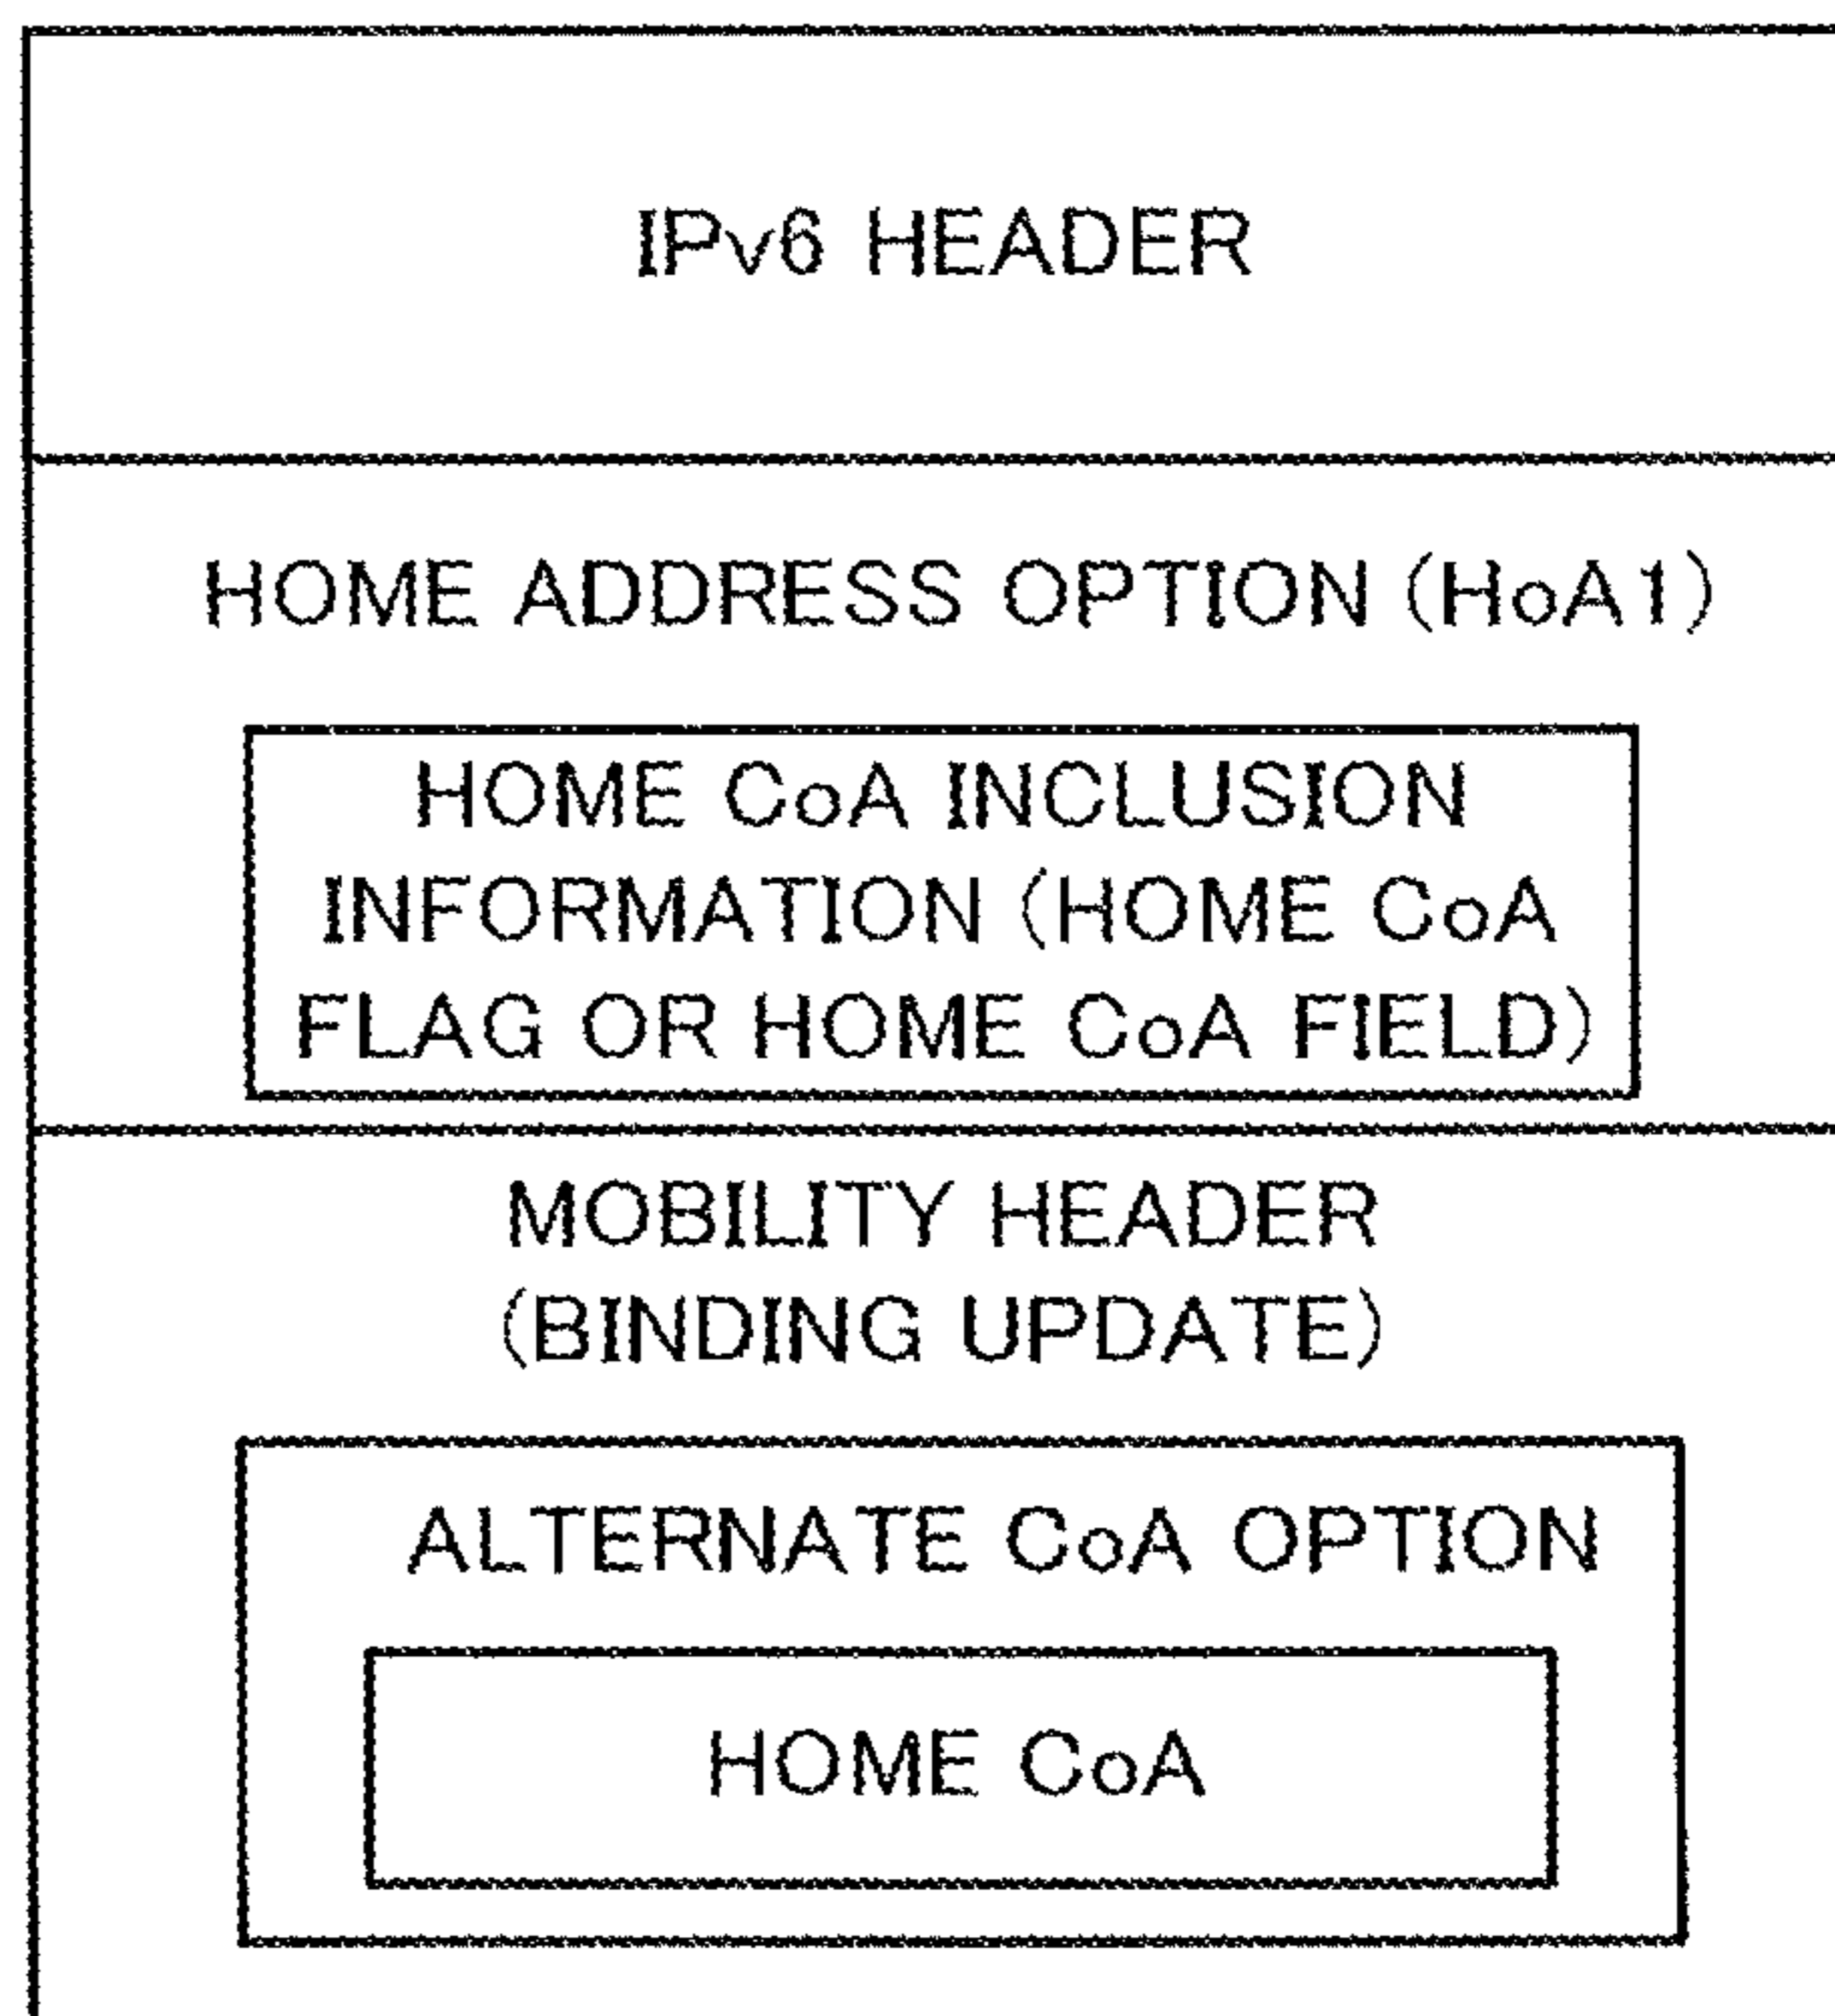 IPv6 HEADER
HOME ADDRESS OPTION (HoA1)
HOME CoA INCLUSION
INFORMATION (HOME CoA
FLAG OR HOME CoA FIELD)
MOBILITY HEADER
(BINDING UPDATE)
ALTERNATE CoA OPTION
HOME CoA